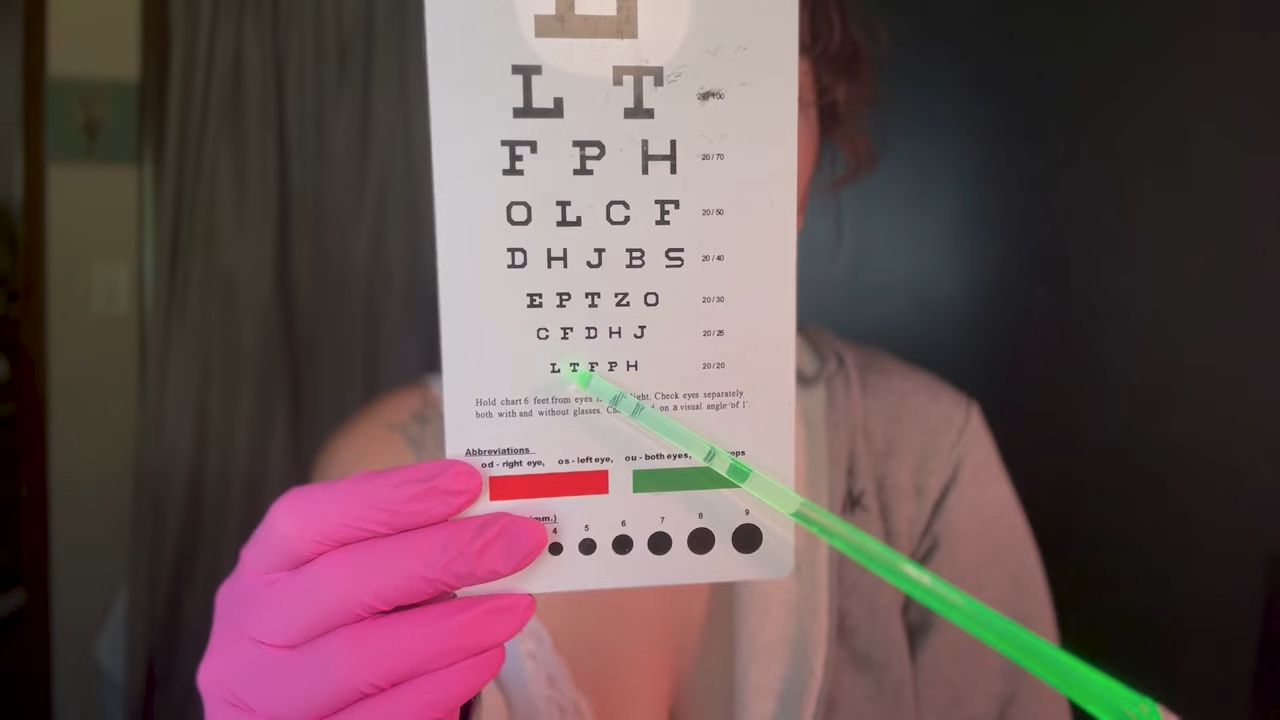 L T
F P H 20/70
O L C F 20/50
D H J B S 20/40
E P T Z O 20/30
C F D H J 20/25
L T F P H 20/20
Hold chart 6 feet from eyes light. Check eyes separately
both with and without glasses. on a visual angle of 1'.
Abbreviations
od - right eye, os - left eye, ou - both eyes,
(mm.)
4 5 6 7 8 9